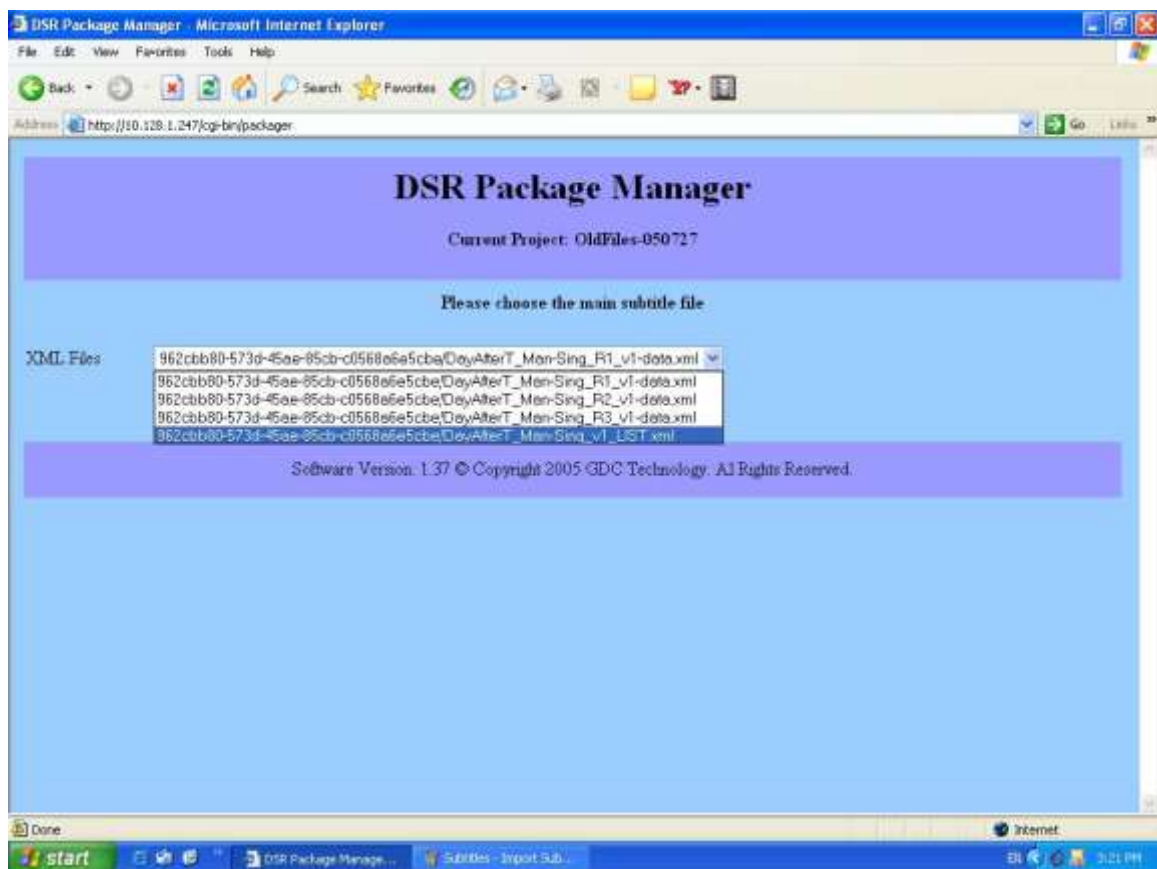 DSR Package Manager - Microsoft Internet Explorer
File Edit View Favorites Tools Help
Back Search Favorites
Address http://10.128.1.247/cgi-bin/packager Go Links
DSR Package Manager
Current Project: OldFiles-050727
Please choose the main subtitle file
XML Files 962cbb80-573d-45ae-85cb-c0568a6e5cbe/DayAfterT_Man-Sing_R1_v1-data.xml
962cbb80-573d-45ae-85cb-c0568a6e5cbe/DayAfterT_Man-Sing_R1_v1-data.xml
962cbb80-573d-45ae-85cb-c0568a6e5cbe/DayAfterT_Man-Sing_R2_v1-data.xml
962cbb80-573d-45ae-85cb-c0568a6e5cbe/DayAfterT_Man-Sing_R3_v1-data.xml
962cbb80-573d-45ae-85cb-c0568a6e5cbe/DayAfterT_Man-Sing_v1_LIST.xml
Software Version. 1.37 © Copyright 2005 GDC Technology. All Rights Reserved.
Done Internet
start DSR Package Manage... Subtitles - Import Sub... EN 3:21 PM